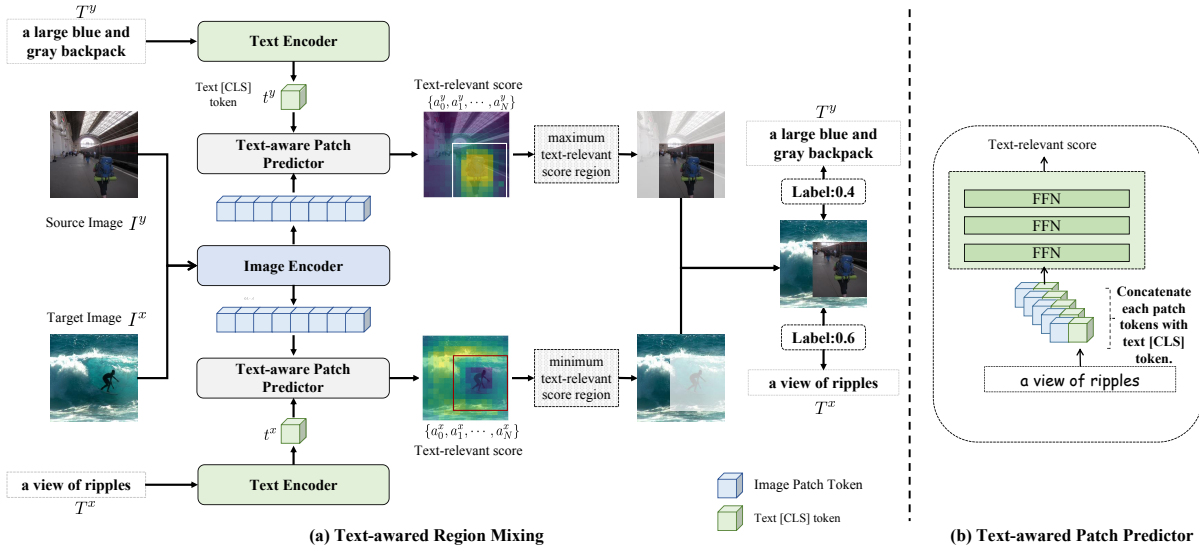 T^y
a large blue and
gray backpack
Text Encoder
Text [CLS]
token
t^y
Text-relevant score
{a_0^y, a_1^y, ⋯, a_N^y}
Text-aware Patch
Predictor
maximum
text-relevant
score region
Source Image I^y
Image Encoder
Target Image I^x
Text-aware Patch
Predictor
minimum
text-relevant
score region
t^x
{a_0^x, a_1^x, ⋯, a_N^x}
Text-relevant score
a view of ripples
T^x
Text Encoder
T^y
a large blue and
gray backpack
Label:0.4
Label:0.6
a view of ripples
T^x
Image Patch Token
Text [CLS] token
(a) Text-awared Region Mixing
Text-relevant score
FFN
FFN
FFN
Concatenate
each patch
tokens with
text [CLS]
token.
a view of ripples
(b) Text-awared Patch Predictor